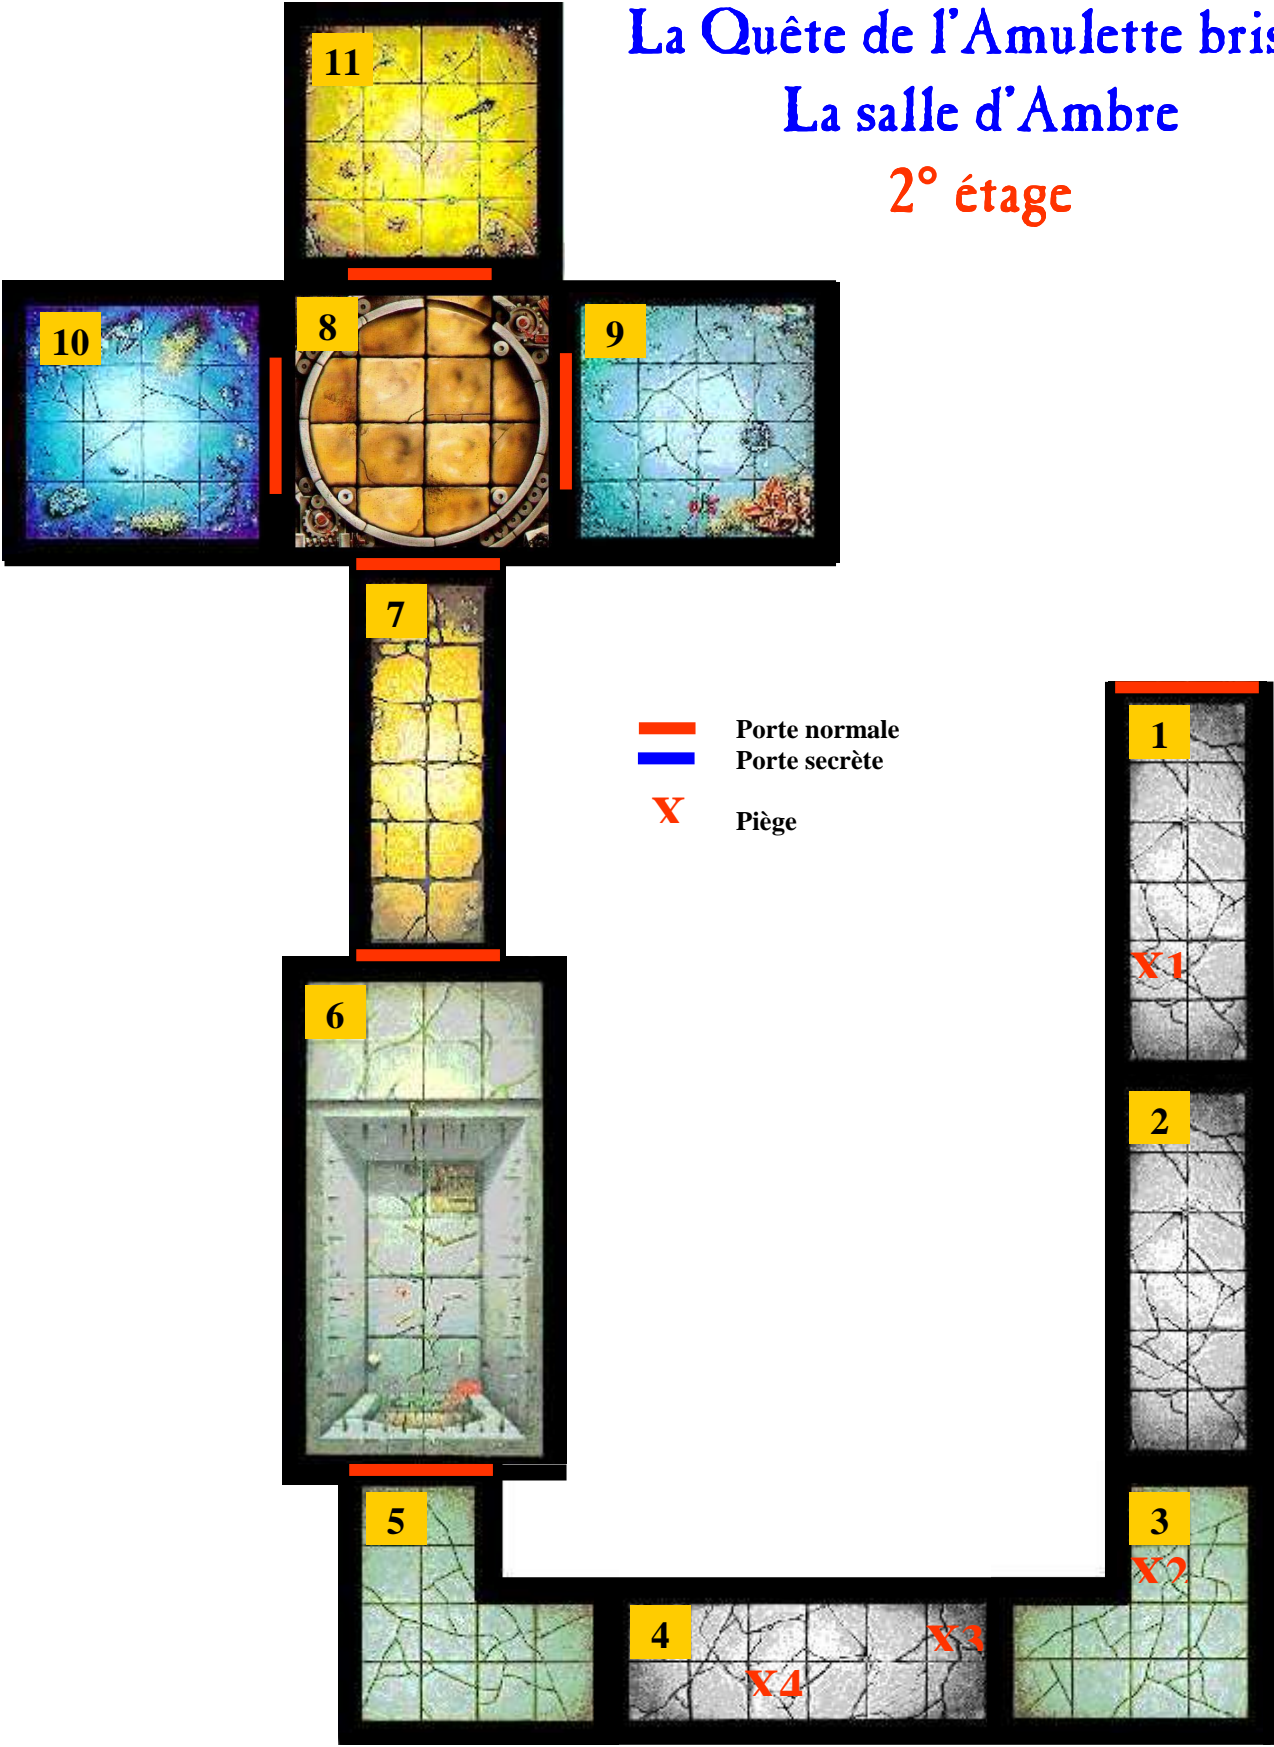 La Quête de l'Amulette bris
La salle d'Ambre
2° étage
11
10
8
9
7
Porte normale
Porte secrète
X Piège
1
X1
6
2
5
3
X2
4
X3
X4